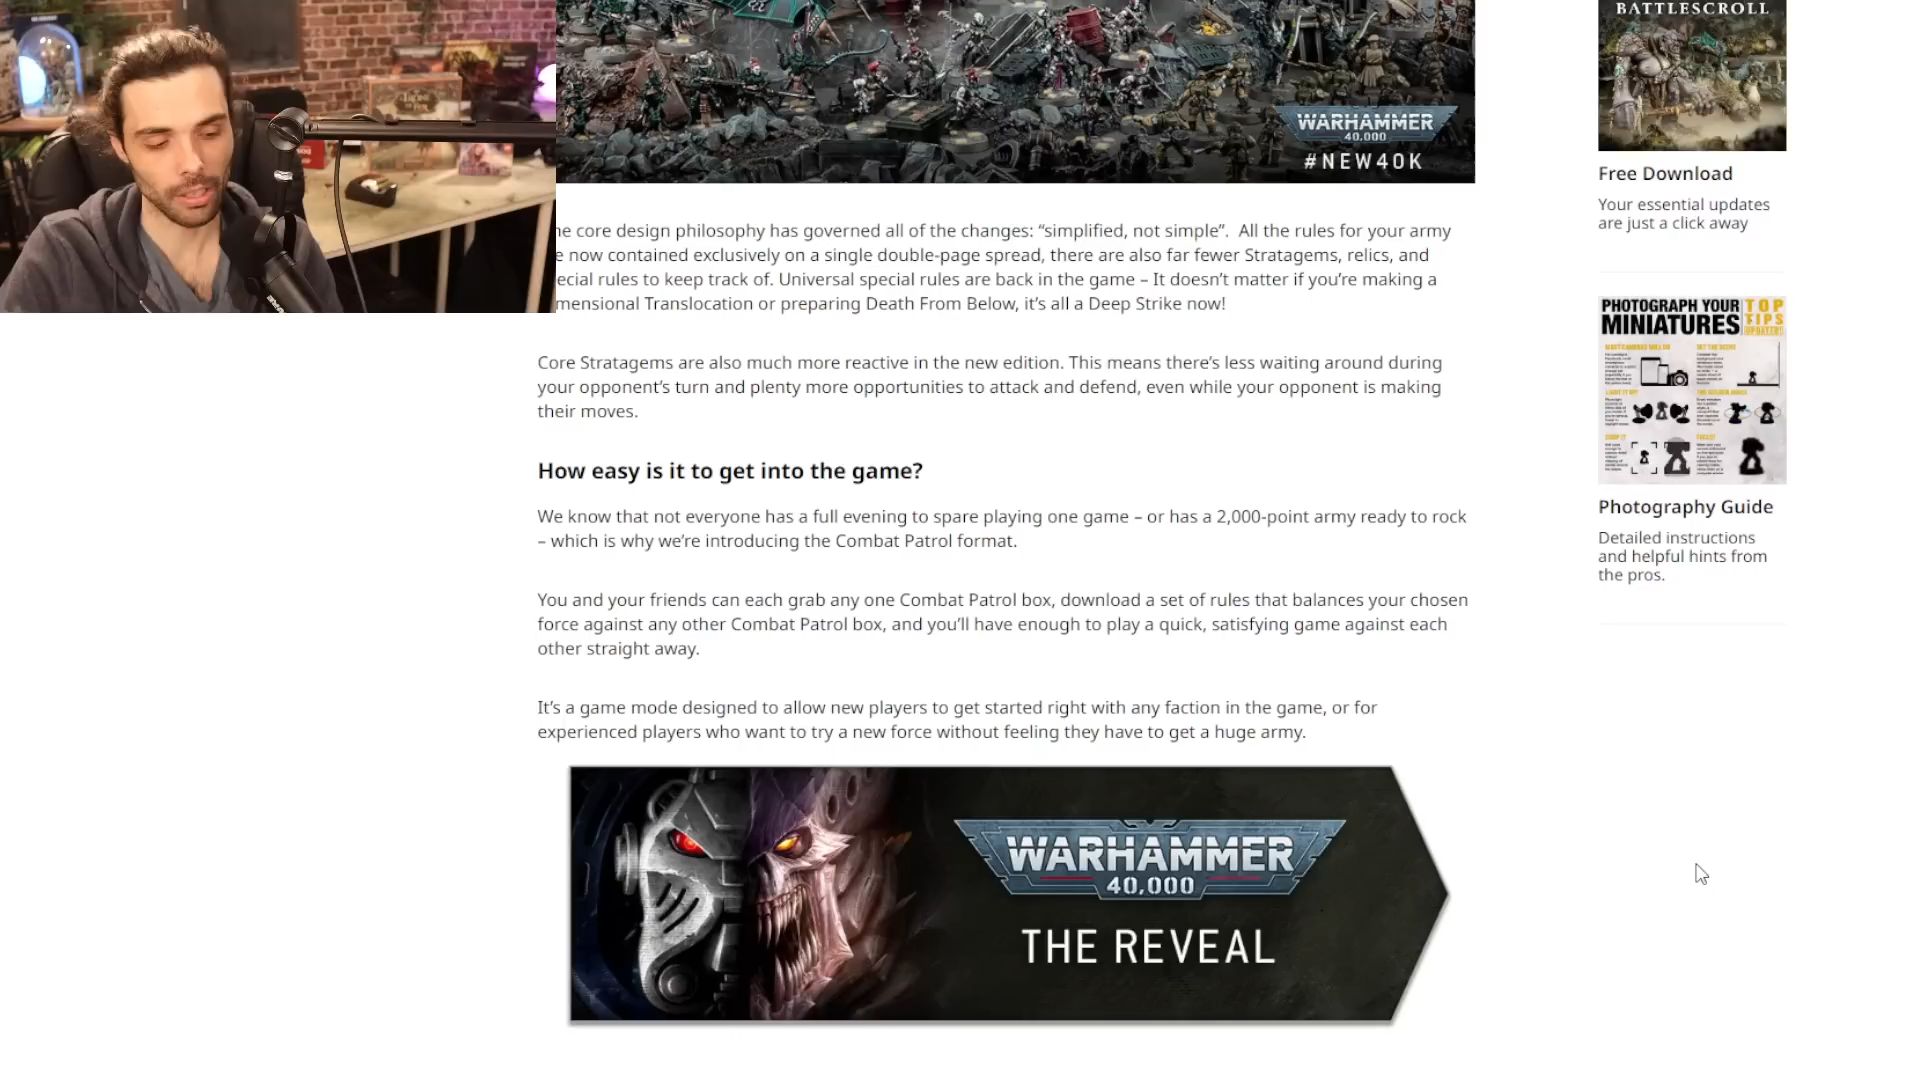 WARHAMMER
40,000
#NEW40K
he core design philosophy has governed all of the changes: “simplified, not simple”.  All the rules for your army
e now contained exclusively on a single double-page spread, there are also far fewer Stratagems, relics, and
ecial rules to keep track of. Universal special rules are back in the game – It doesn’t matter if you’re making a
mensional Translocation or preparing Death From Below, it’s all a Deep Strike now!
Core Stratagems are also much more reactive in the new edition. This means there’s less waiting around during
your opponent’s turn and plenty more opportunities to attack and defend, even while your opponent is making
their moves.
How easy is it to get into the game?
We know that not everyone has a full evening to spare playing one game – or has a 2,000-point army ready to rock
– which is why we’re introducing the Combat Patrol format.
You and your friends can each grab any one Combat Patrol box, download a set of rules that balances your chosen
force against any other Combat Patrol box, and you’ll have enough to play a quick, satisfying game against each
other straight away.
It’s a game mode designed to allow new players to get started right with any faction in the game, or for
experienced players who want to try a new force without feeling they have to get a huge army.
WARHAMMER
40,000
THE REVEAL
BATTLESCROLL
Free Download
Your essential updates
are just a click away
PHOTOGRAPH YOUR TOP
MINIATURES TIPS
Photography Guide
Detailed instructions
and helpful hints from
the pros.